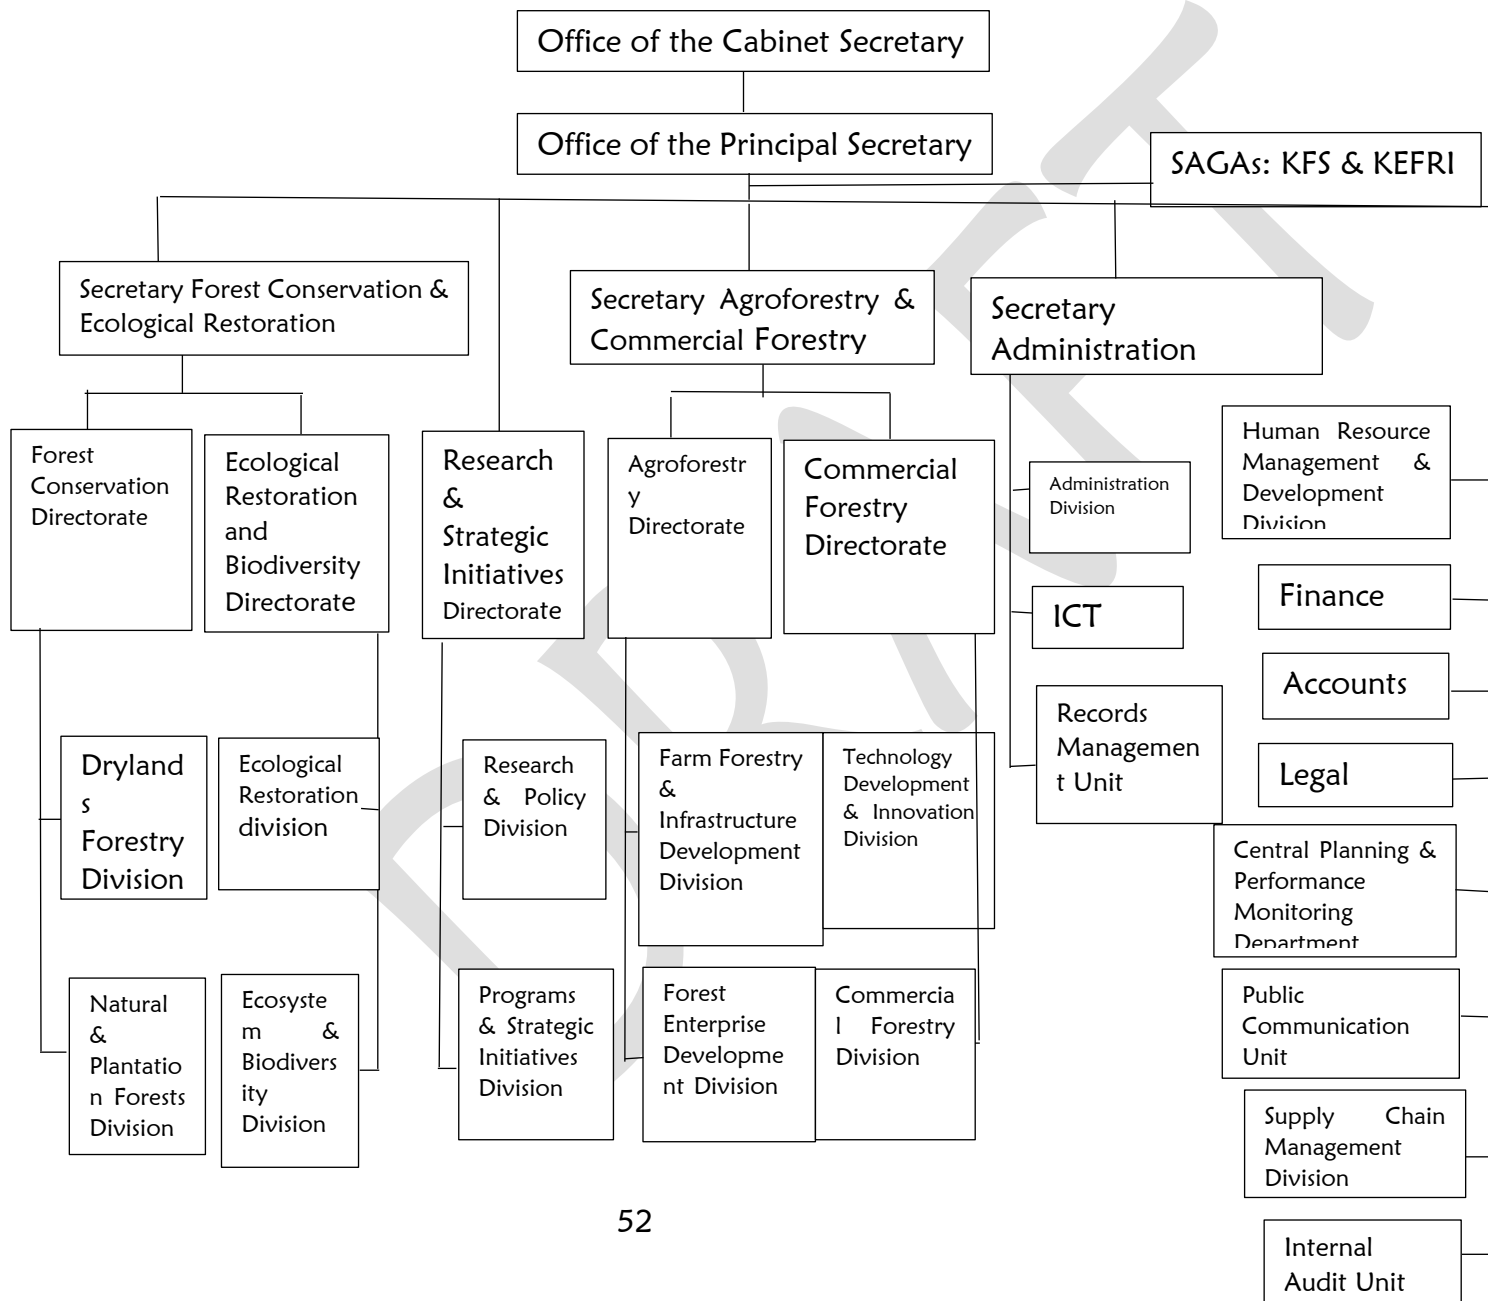 Office of the Cabinet Secretary
Office of the Principal Secretary
SAGAs: KFS & KEFRI
Secretary Forest Conservation &
Ecological Restoration
Secretary Agroforestry &
Commercial Forestry
Secretary
Administration
Forest
Conservation
Directorate
Ecological
Restoration
and
Biodiversity
Directorate
Research
&
Strategic
Initiatives
Directorate
Agroforestr
y
Directorate
Commercial
Forestry
Directorate
Administration
Division
ICT
Records
Managemen
t Unit
Human Resource
Management &
Development
Division
Finance
Accounts
Legal
Central Planning &
Performance
Monitoring
Department
Public
Communication
Unit
Supply Chain
Management
Division
Internal
Audit Unit
Dryland
s
Forestry
Division
Ecological
Restoration
division
Research
& Policy
Division
Farm Forestry
&
Infrastructure
Development
Division
Technology
Development
& Innovation
Division
Natural
&
Plantatio
n Forests
Division
Ecosyste
m &
Biodivers
ity
Division
Programs
& Strategic
Initiatives
Division
Forest
Enterprise
Developme
nt Division
Commercia
l Forestry
Division
DRAFT
52